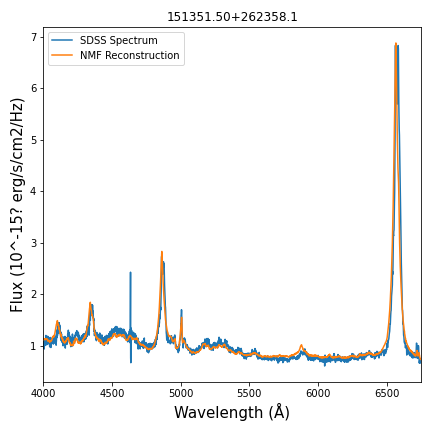 151351.50+262358.1
SDSS Spectrum
NMF Reconstruction
7
6
5
4
3
2
1
Flux (10^-15? erg/s/cm2/Hz)
4000 4500 5000 5500 6000 6500
Wavelength (Å)